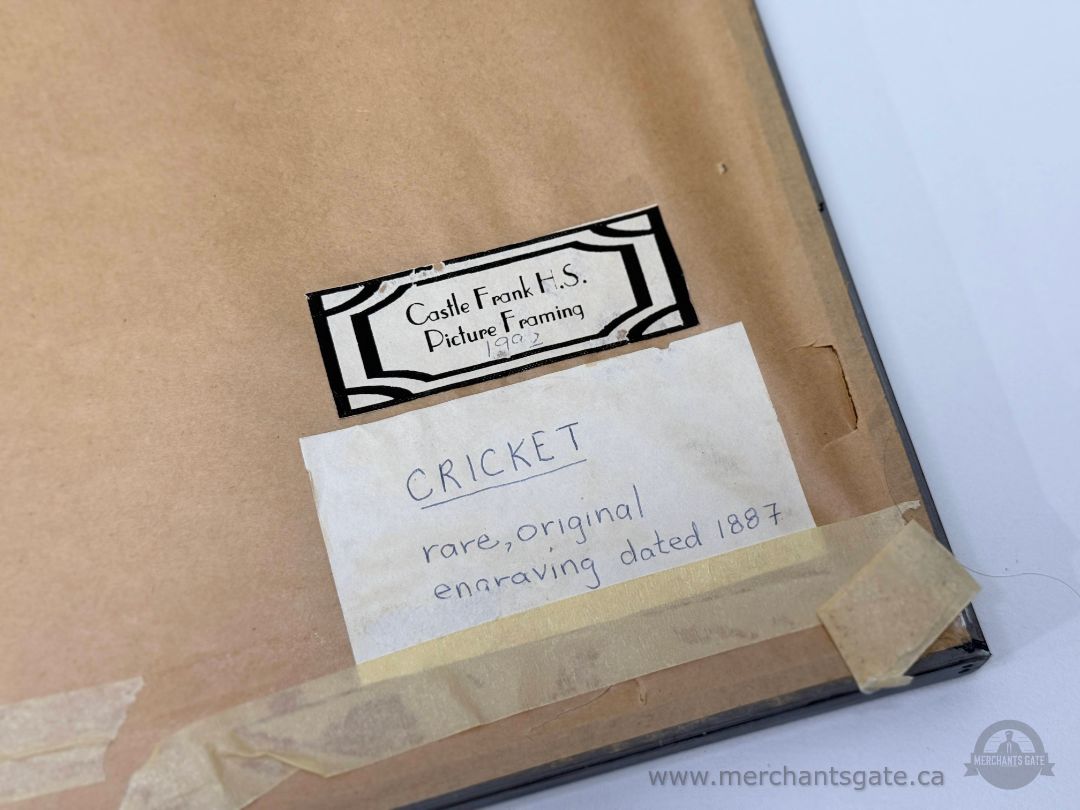 Castle Frank H.S.
Picture Framing
1992
CRICKET
rare, original
engraving dated 1887
www.merchantsgate.ca
MERCHANTS GATE